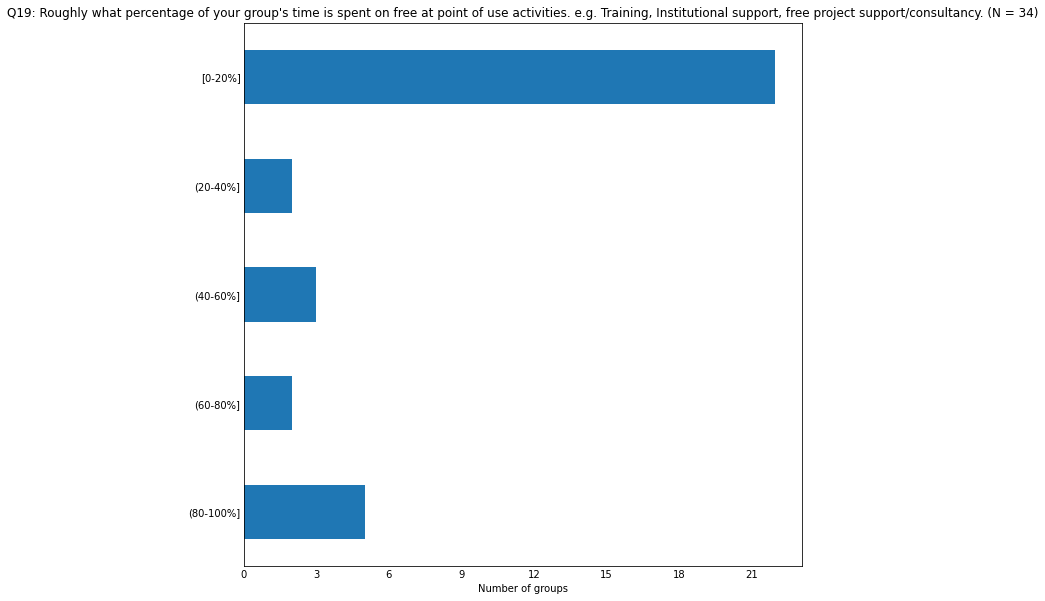 Q19: Roughly what percentage of your group's time is spent on free at point of use activities. e.g. Training, Institutional support, free project support/consultancy. (N = 34)
[0-20%]
(20-40%]
(40-60%]
(60-80%]
(80-100%]
0 3 6 9 12 15 18 21
Number of groups